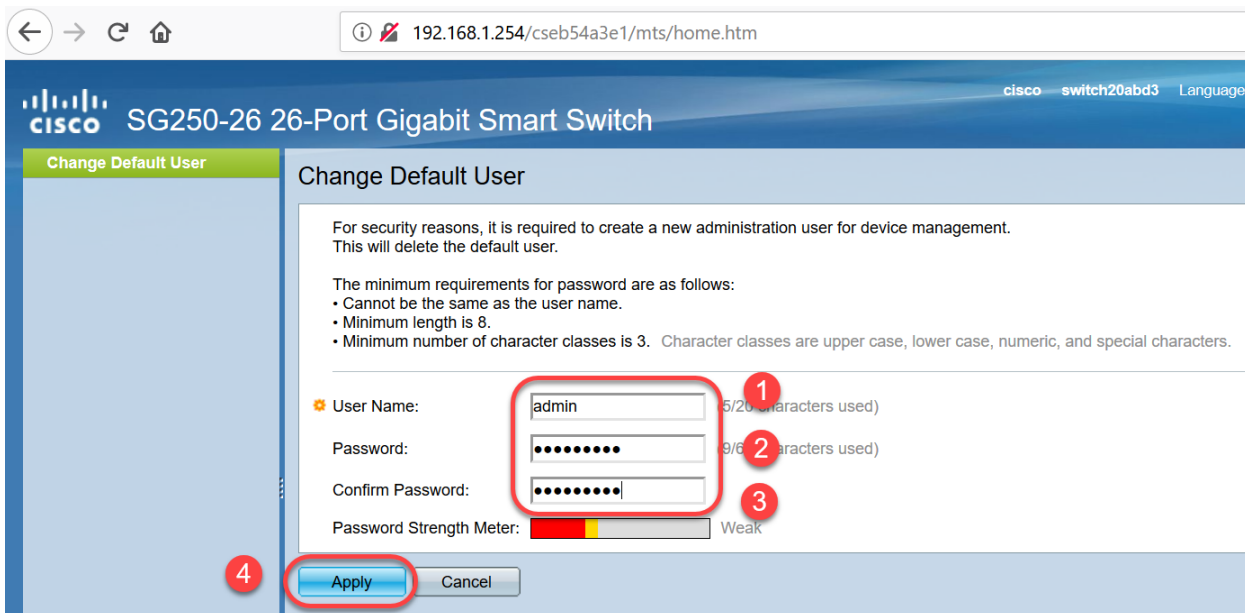 192.168.1.254/cseb54a3e1/mts/home.htm
cisco switch20abd3 Language
CISCO SG250-26 26-Port Gigabit Smart Switch
Change Default User
Change Default User
For security reasons, it is required to create a new administration user for device management.
This will delete the default user.
The minimum requirements for password are as follows:
• Cannot be the same as the user name.
• Minimum length is 8.
• Minimum number of character classes is 3. Character classes are upper case, lower case, numeric, and special characters.
User Name: admin 1 (5/20 characters used)
Password: ••••••••• 2 characters used)
Confirm Password: ••••••••• 3
Password Strength Meter: Weak
4 Apply Cancel